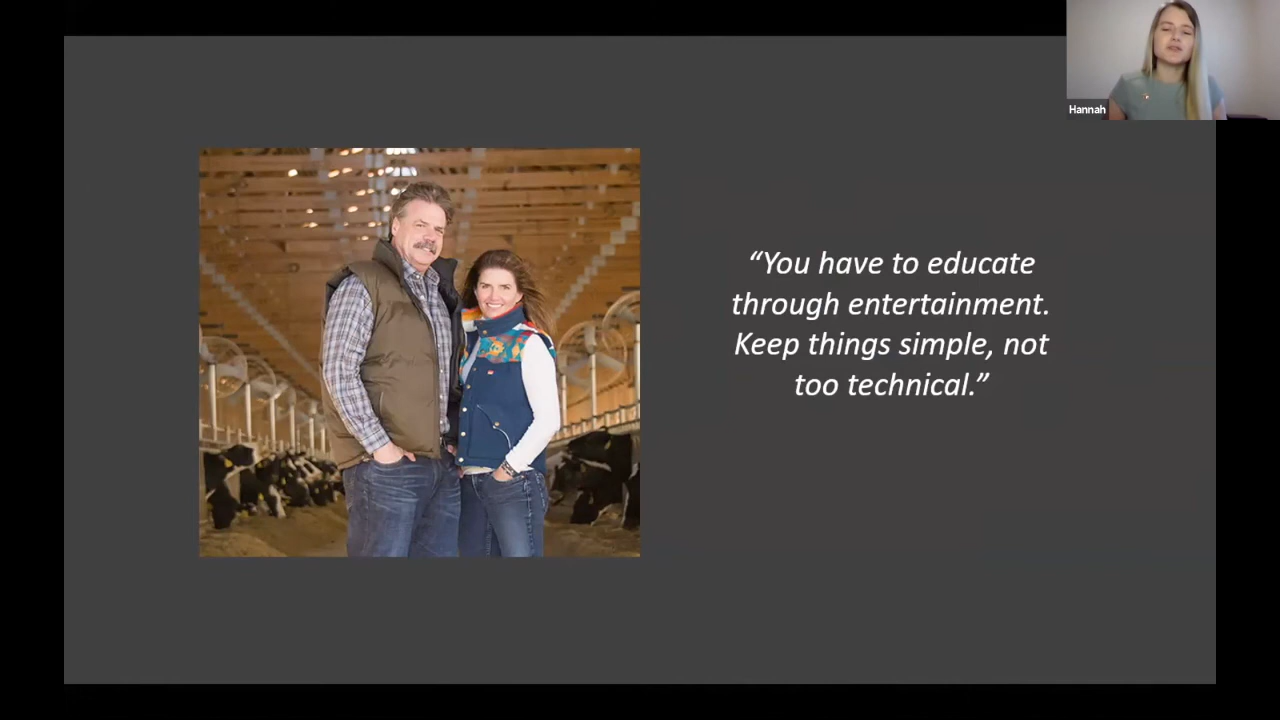 Hannah
“You have to educate
through entertainment.
Keep things simple, not
too technical.”